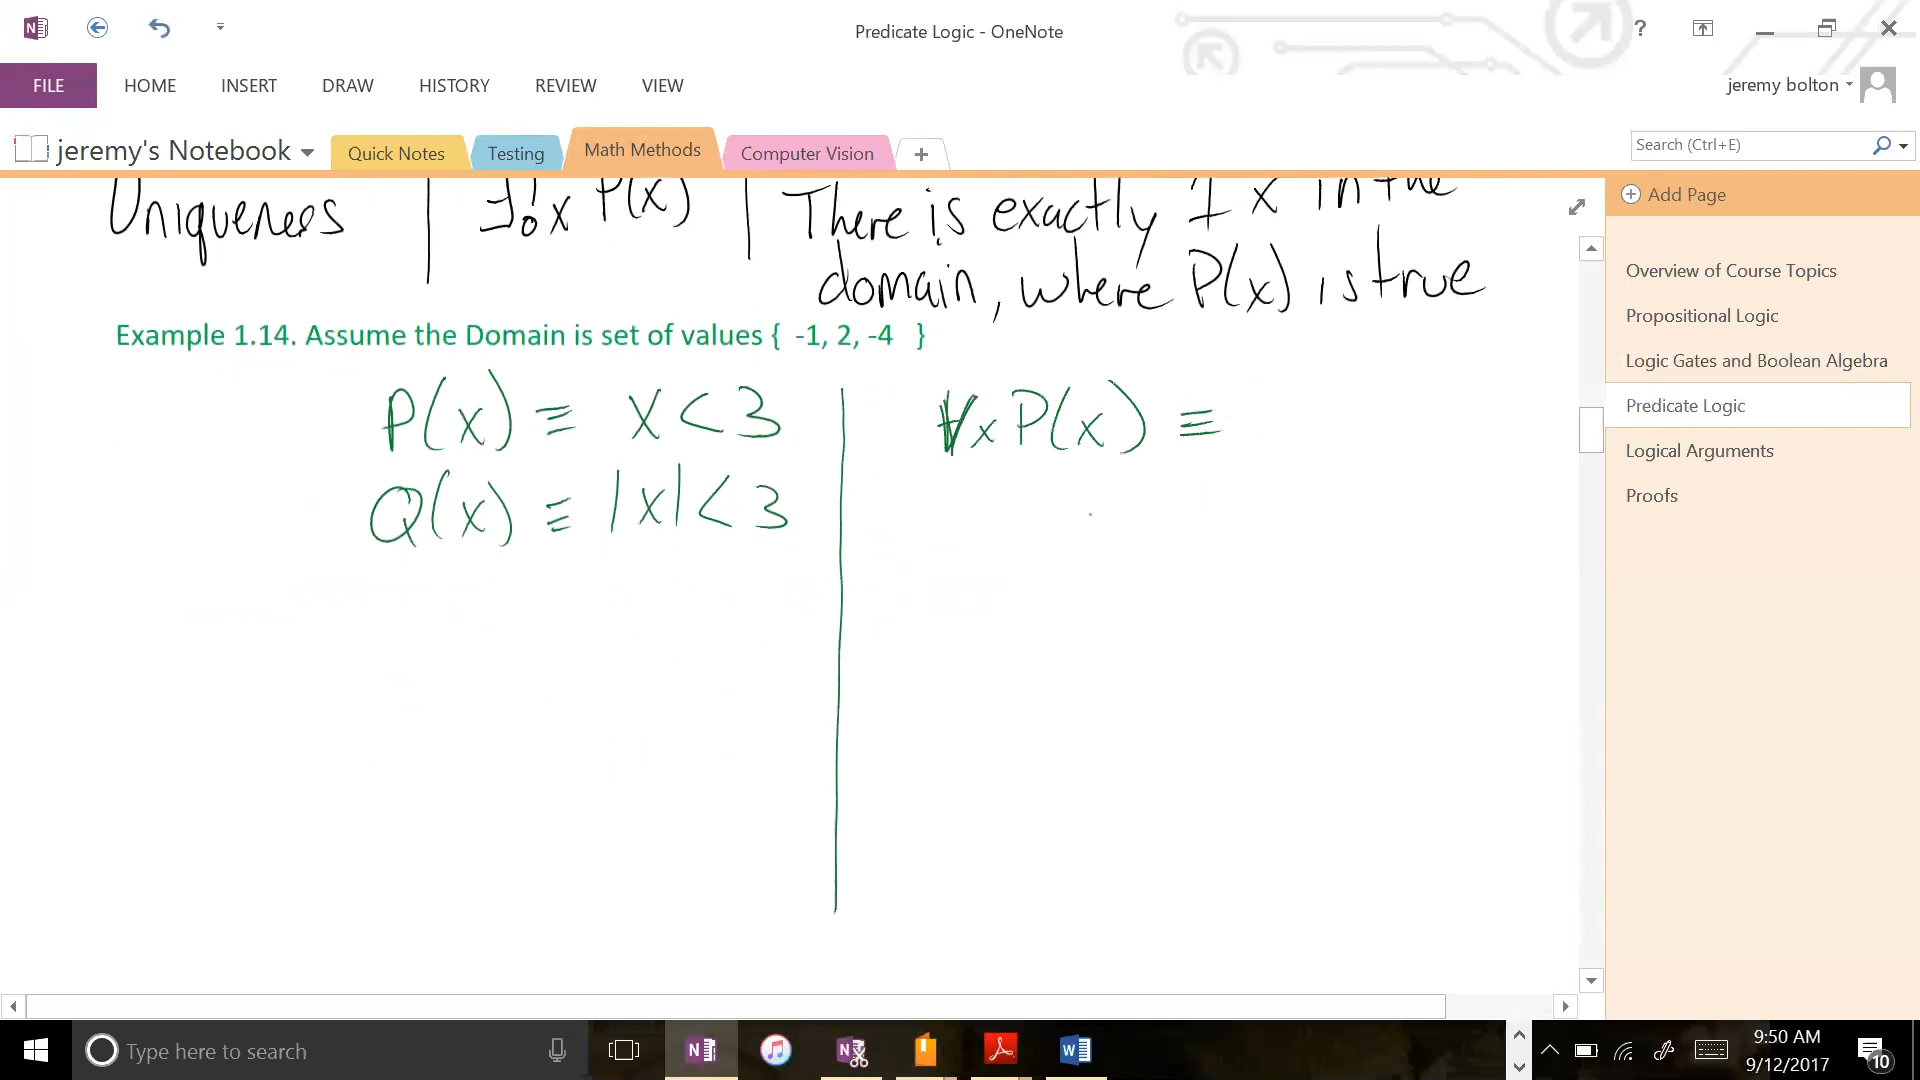 Predicate Logic - OneNote
?
FILE HOME INSERT DRAW HISTORY REVIEW VIEW
jeremy bolton
jeremy's Notebook Quick Notes Testing Math Methods Computer Vision +
Search (Ctrl+E)
Uniqueness | ∃!x P(x) | There is exactly 1 x in the
domain, where P(x) is true
Example 1.14. Assume the Domain is set of values { -1, 2, -4 }
P(x) ≡ x < 3
∀x P(x) ≡
Q(x) ≡ |x| < 3
Add Page
Overview of Course Topics
Propositional Logic
Logic Gates and Boolean Algebra
Predicate Logic
Logical Arguments
Proofs
Type here to search
9:50 AM
9/12/2017
10